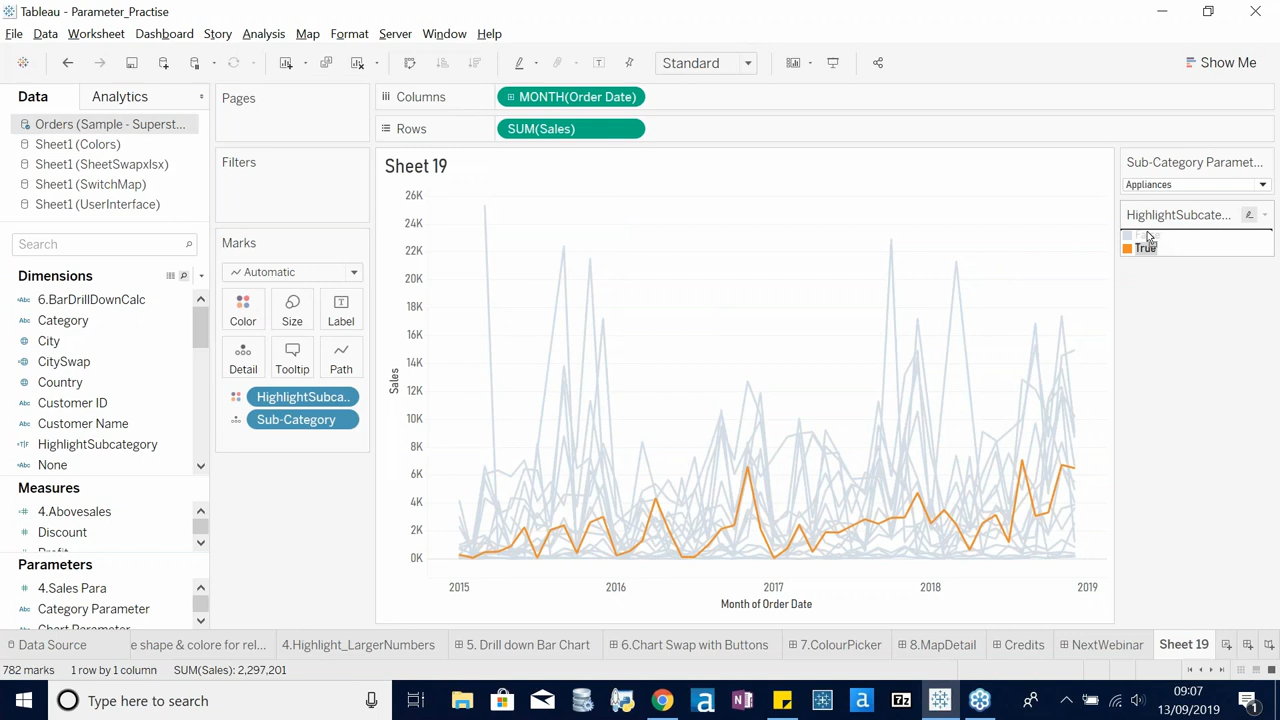 Tableau - Parameter_Practise
File Data Worksheet Dashboard Story Analysis Map Format Server Window Help
Standard
Show Me
Data Analytics
Orders (Sample - Superst...
Sheet1 (Colors)
Sheet1 (SheetSwapxlsx)
Sheet1 (SwitchMap)
Sheet1 (UserInterface)
Search
Dimensions
Abc 6.BarDrillDownCalc
Abc Category
City
CitySwap
Country
Abc Customer ID
Abc Customer Name
T|F HighlightSubcategory
Abc None
Measures
# 4.Abovesales
# Discount
Parameters
# 4.Sales Para
Abc Category Parameter
Pages
Filters
Marks
Automatic
Color Size Label
Detail Tooltip Path
HighlightSubca..
Sub-Category
Columns MONTH(Order Date)
Rows SUM(Sales)
Sheet 19
26K
24K
22K
20K
18K
16K
14K
12K
10K
8K
6K
4K
2K
0K
Sales
2015 2016 2017 2018 2019
Month of Order Date
Sub-Category Paramet...
Appliances
HighlightSubcate...
True
Data Source
e shape & colore for rel...
4.Highlight_LargerNumbers
5. Drill down Bar Chart
6.Chart Swap with Buttons
7.ColourPicker
8.MapDetail
Credits
NextWebinar
Sheet 19
782 marks 1 row by 1 column SUM(Sales): 2,297,201
Type here to search
09:07
13/09/2019